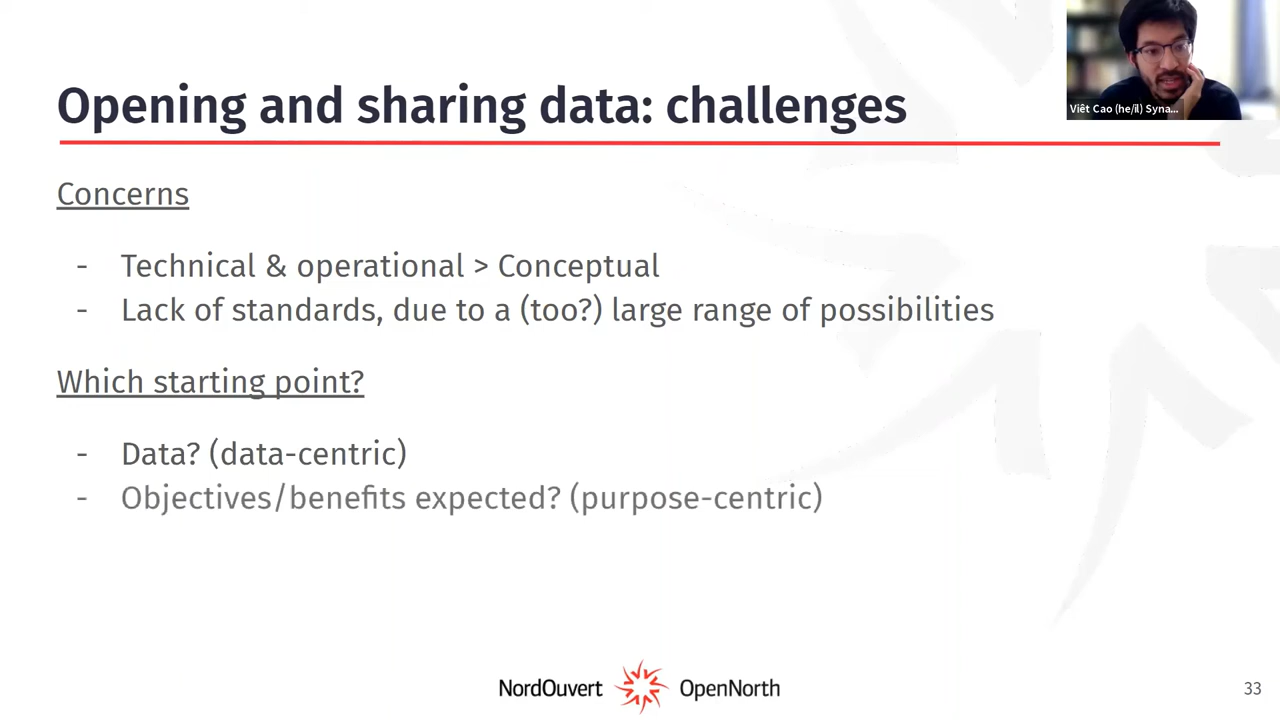 Opening and sharing data: challenges
Viêt Cao (he/il) Syna...
Concerns
- Technical & operational > Conceptual
- Lack of standards, due to a (too?) large range of possibilities
Which starting point?
- Data? (data-centric)
- Objectives/benefits expected? (purpose-centric)
NordOuvert OpenNorth
33